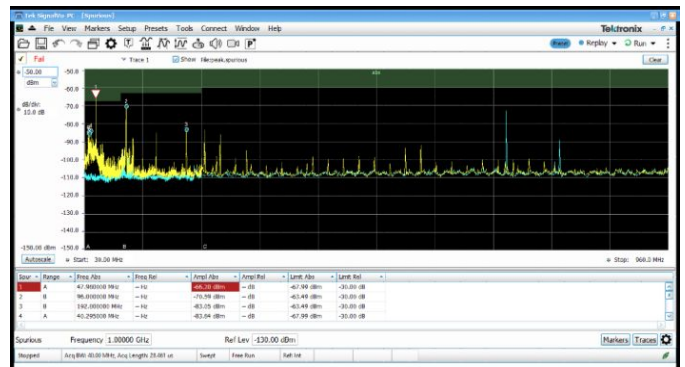 Tek SignalVu-PC - [Spurious]
File View Markers Setup Presets Tools Connect Window Help
Tektronix
Replay Run
Fail
Trace 1
Show
Clear
-50.00
dBm
dB/div:
10.0 dB
-50.0
-60.0
-70.0
-80.0
-90.0
-100.0
-110.0
-120.0
-130.0
-140.0
-150.00 dBm
-150.0
A B C
Autoscale
Start: 30.00 MHz
Stop: 960.0 MHz
Spur Range Freq Abs Freq Rel Ampl Abs Ampl Rel Limit Abs Limit Rel
1 A 47.960000 MHz -- Hz -66.20 dBm -- dB -67.99 dBm -30.00 dB
2 B 96.000000 MHz -- Hz -70.59 dBm -- dB -63.49 dBm -30.00 dB
3 B 192.000000 MHz -- Hz -83.05 dBm -- dB -63.49 dBm -30.00 dB
4 A 40.295000 MHz -- Hz -83.84 dBm -- dB -67.99 dBm -30.00 dB
Spurious
Frequency 1.00000 GHz
Ref Lev -130.00 dBm
Markers Traces
Stopped
Acq BW: 40.00 MHz, Acq Length:
Swept
Free Run
Ref: Int